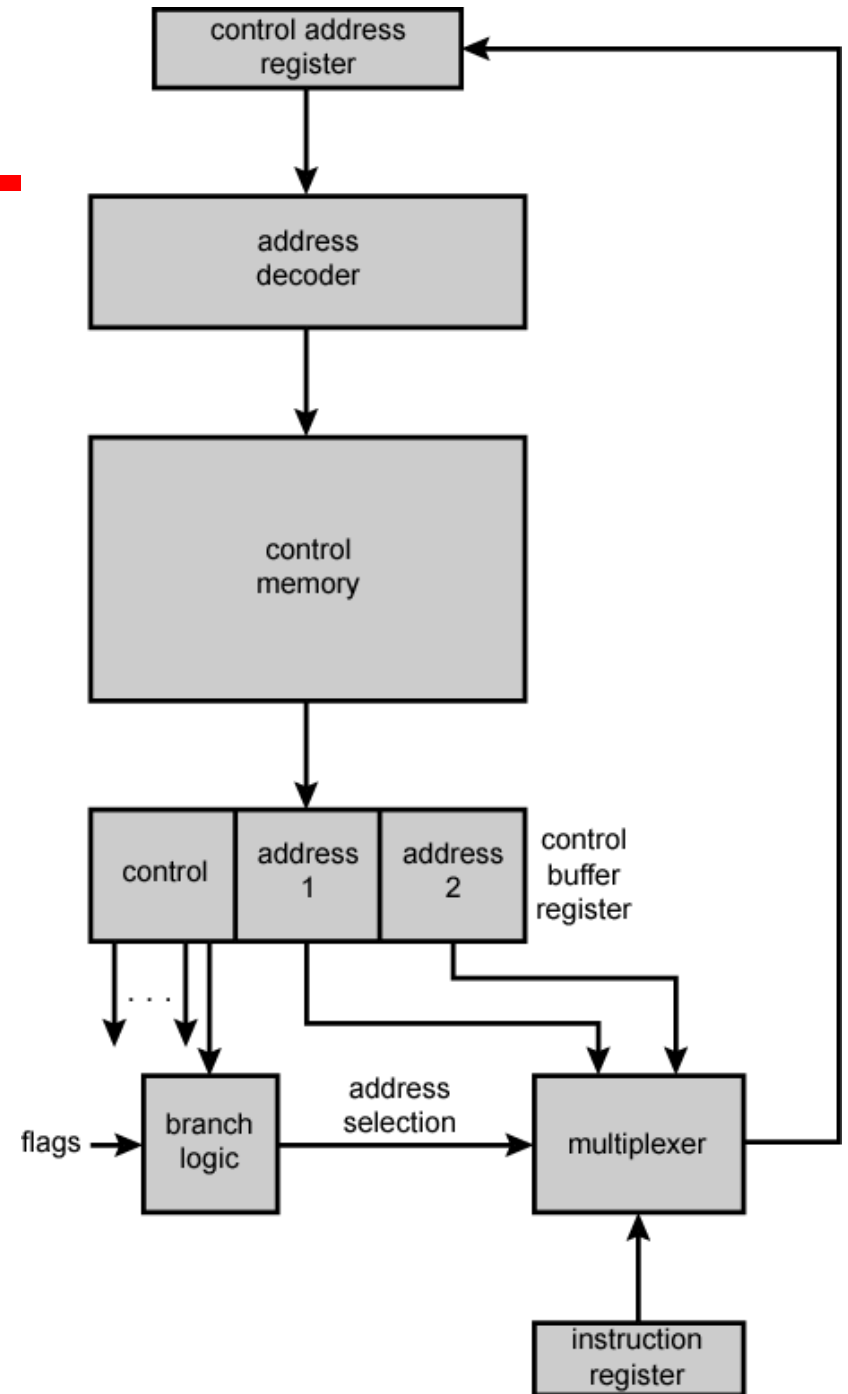 control address
register
address
decoder
control
memory
control
address
1
address
2
control
buffer
register
. . .
flags
branch
logic
address
selection
multiplexer
instruction
register